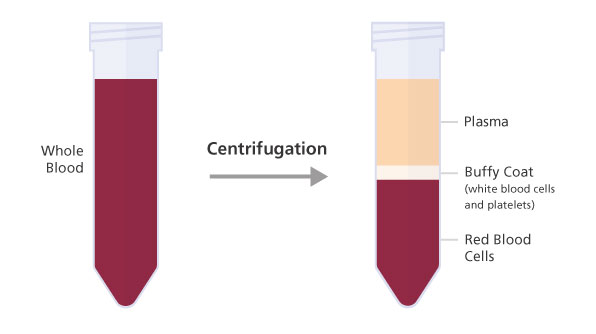 Whole
Blood
Centrifugation
Plasma
Buffy Coat
(white blood cells
and platelets)
Red Blood
Cells